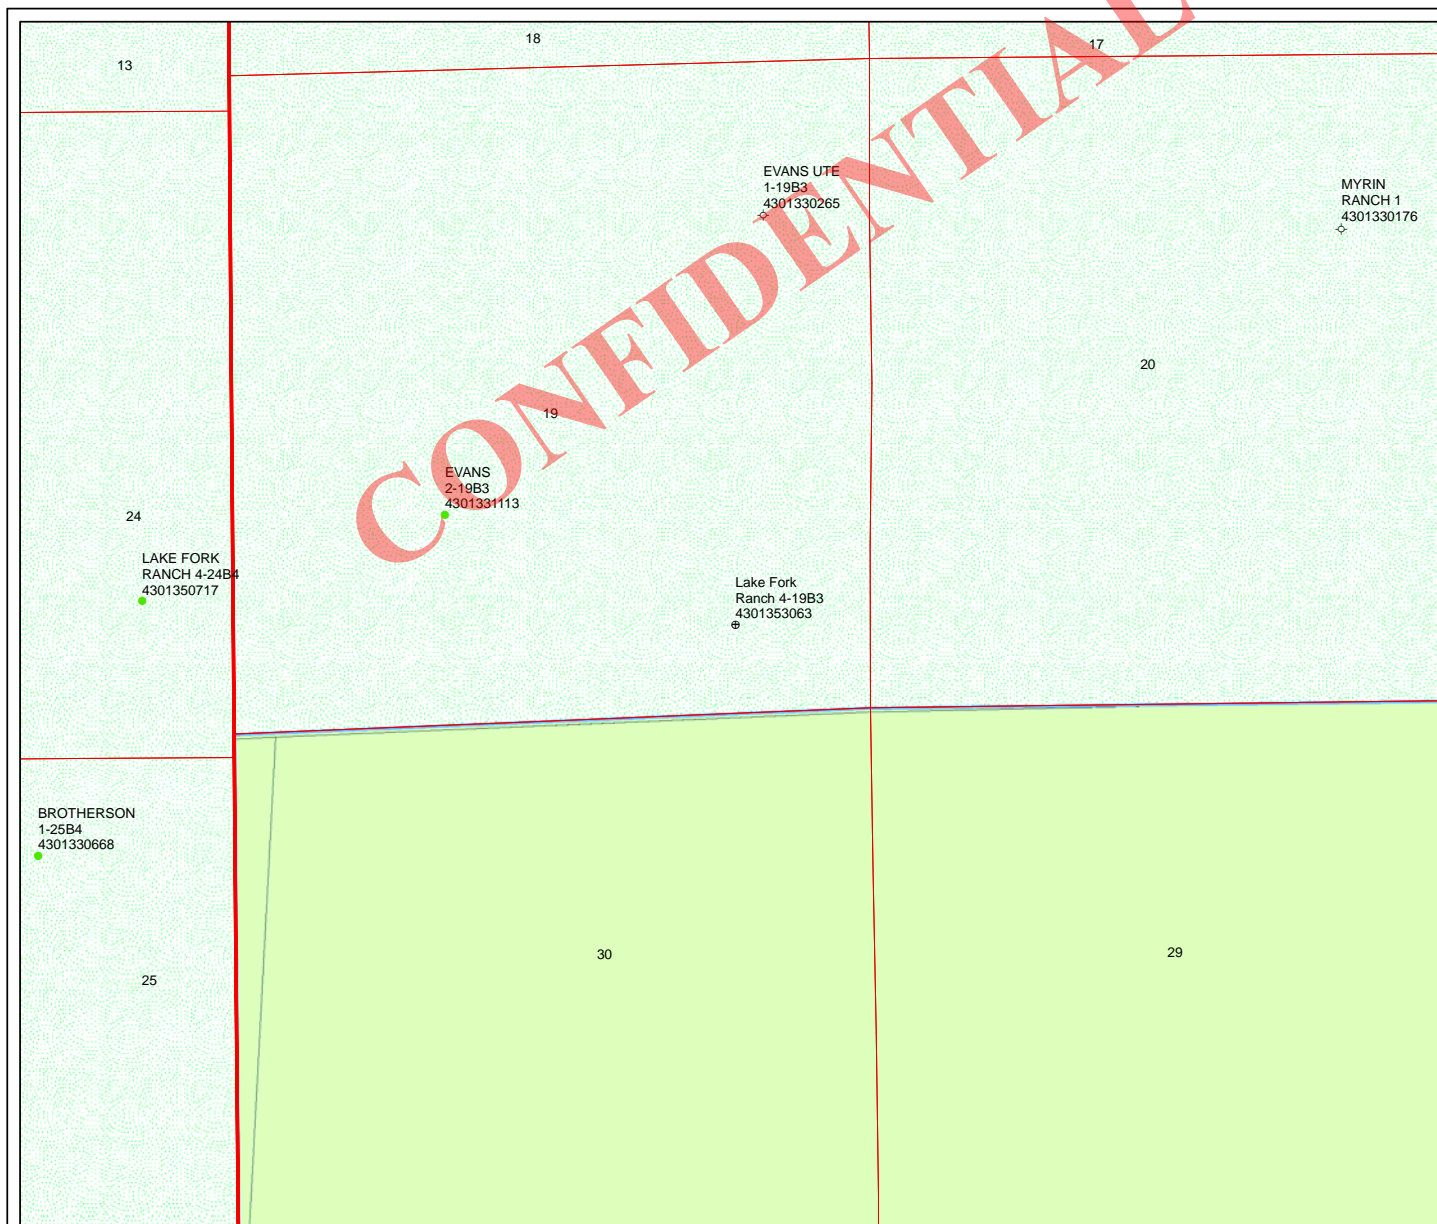 18
17
13
CONFIDENTIAL
EVANS UTE
1-19B3
4301330265
MYRIN
RANCH 1
4301330176
20
19
EVANS
2-19B3
4301331113
24
LAKE FORK
RANCH 4-24B4
4301350717
Lake Fork
Ranch 4-19B3
4301353063
BROTHERSON
1-25B4
4301330668
30
29
25